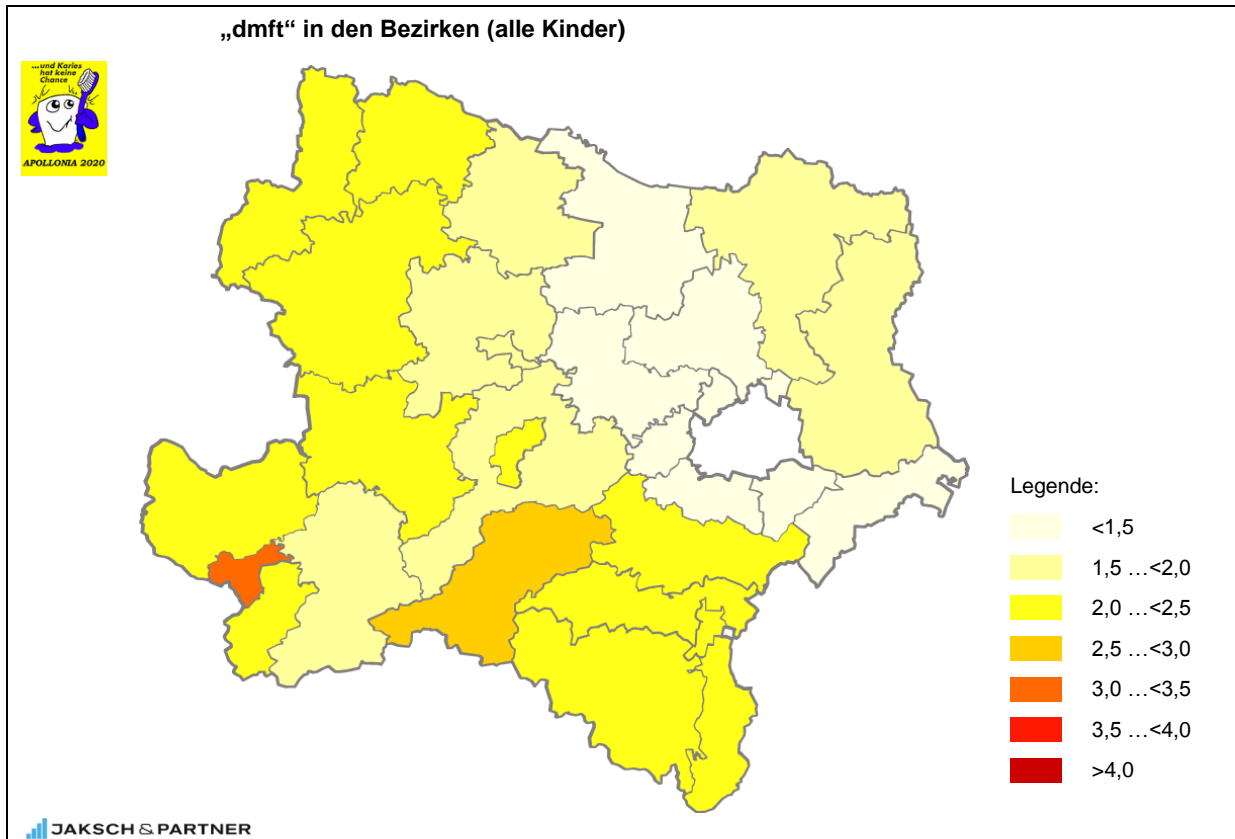 „dmft“ in den Bezirken (alle Kinder)
...und Karies
hat keine
Chance
APOLLONIA 2020
Legende:
<1,5
1,5 …<2,0
2,0 …<2,5
2,5 …<3,0
3,0 …<3,5
3,5 …<4,0
>4,0
JAKSCH & PARTNER